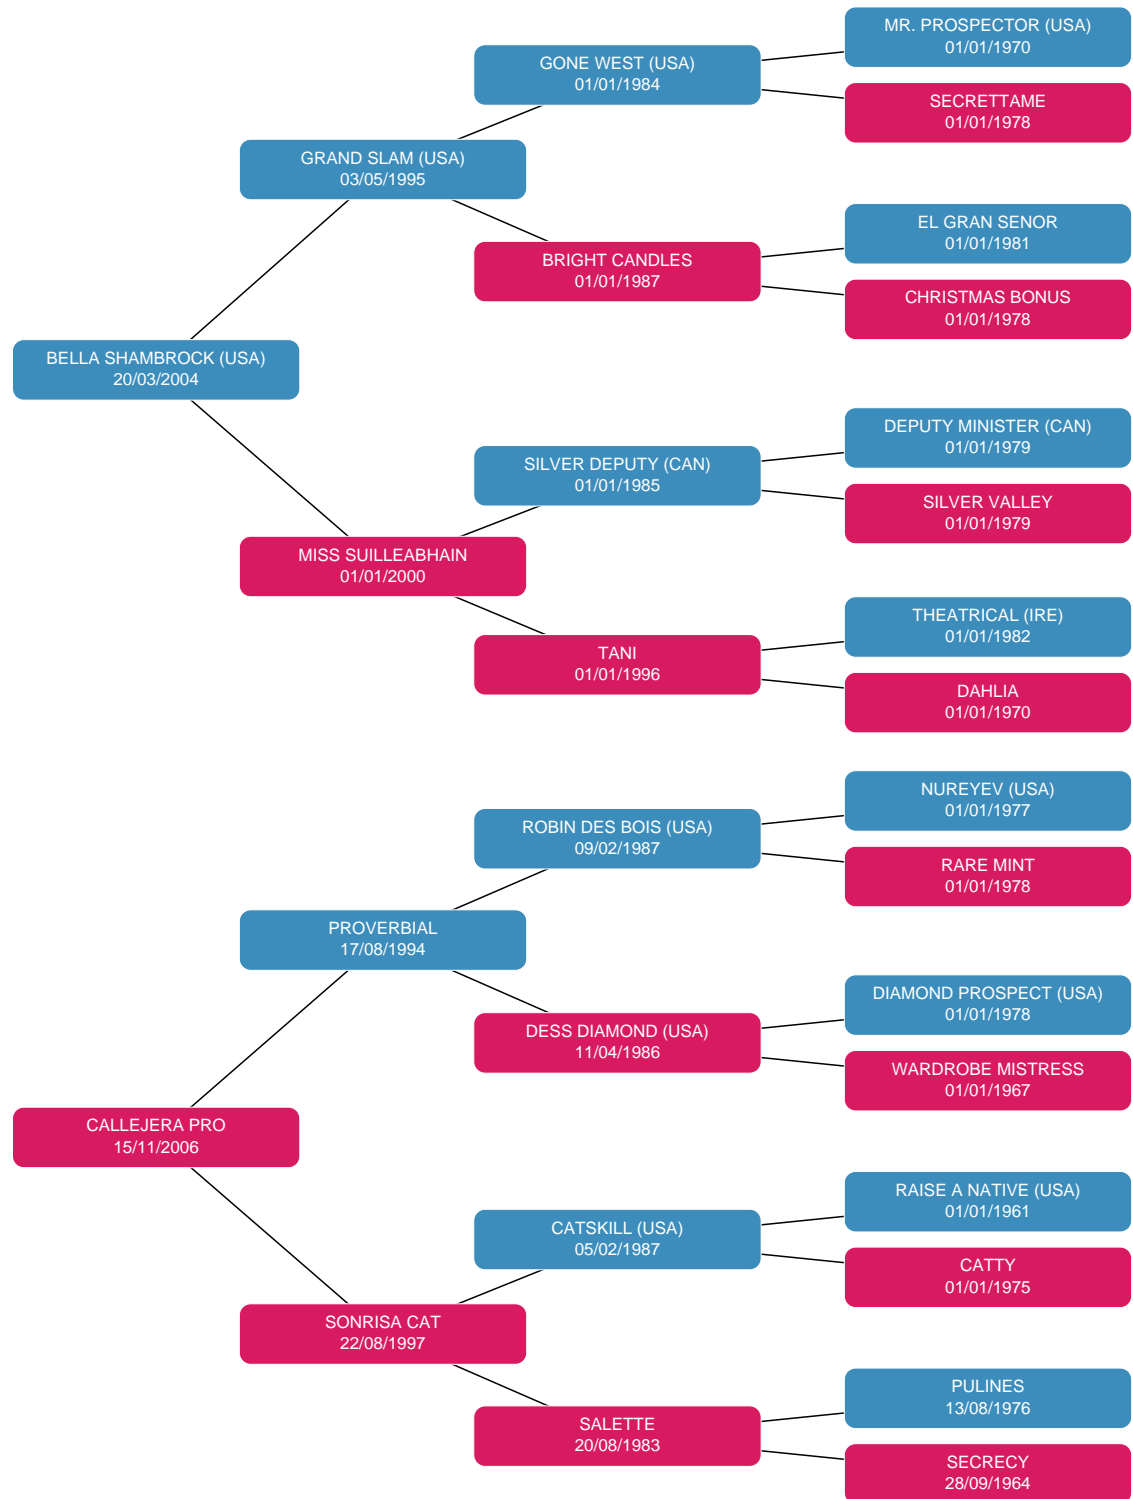 MR. PROSPECTOR (USA)
01/01/1970
GONE WEST (USA)
01/01/1984
SECRETTAME
01/01/1978
GRAND SLAM (USA)
03/05/1995
EL GRAN SENOR
01/01/1981
BRIGHT CANDLES
01/01/1987
CHRISTMAS BONUS
01/01/1978
BELLA SHAMBROCK (USA)
20/03/2004
DEPUTY MINISTER (CAN)
01/01/1979
SILVER DEPUTY (CAN)
01/01/1985
SILVER VALLEY
01/01/1979
MISS SUILLEABHAIN
01/01/2000
THEATRICAL (IRE)
01/01/1982
TANI
01/01/1996
DAHLIA
01/01/1970
NUREYEV (USA)
01/01/1977
ROBIN DES BOIS (USA)
09/02/1987
RARE MINT
01/01/1978
PROVERBIAL
17/08/1994
DIAMOND PROSPECT (USA)
01/01/1978
DESS DIAMOND (USA)
11/04/1986
WARDROBE MISTRESS
01/01/1967
CALLEJERA PRO
15/11/2006
RAISE A NATIVE (USA)
01/01/1961
CATSKILL (USA)
05/02/1987
CATTY
01/01/1975
SONRISA CAT
22/08/1997
PULINES
13/08/1976
SALETTE
20/08/1983
SECRECY
28/09/1964